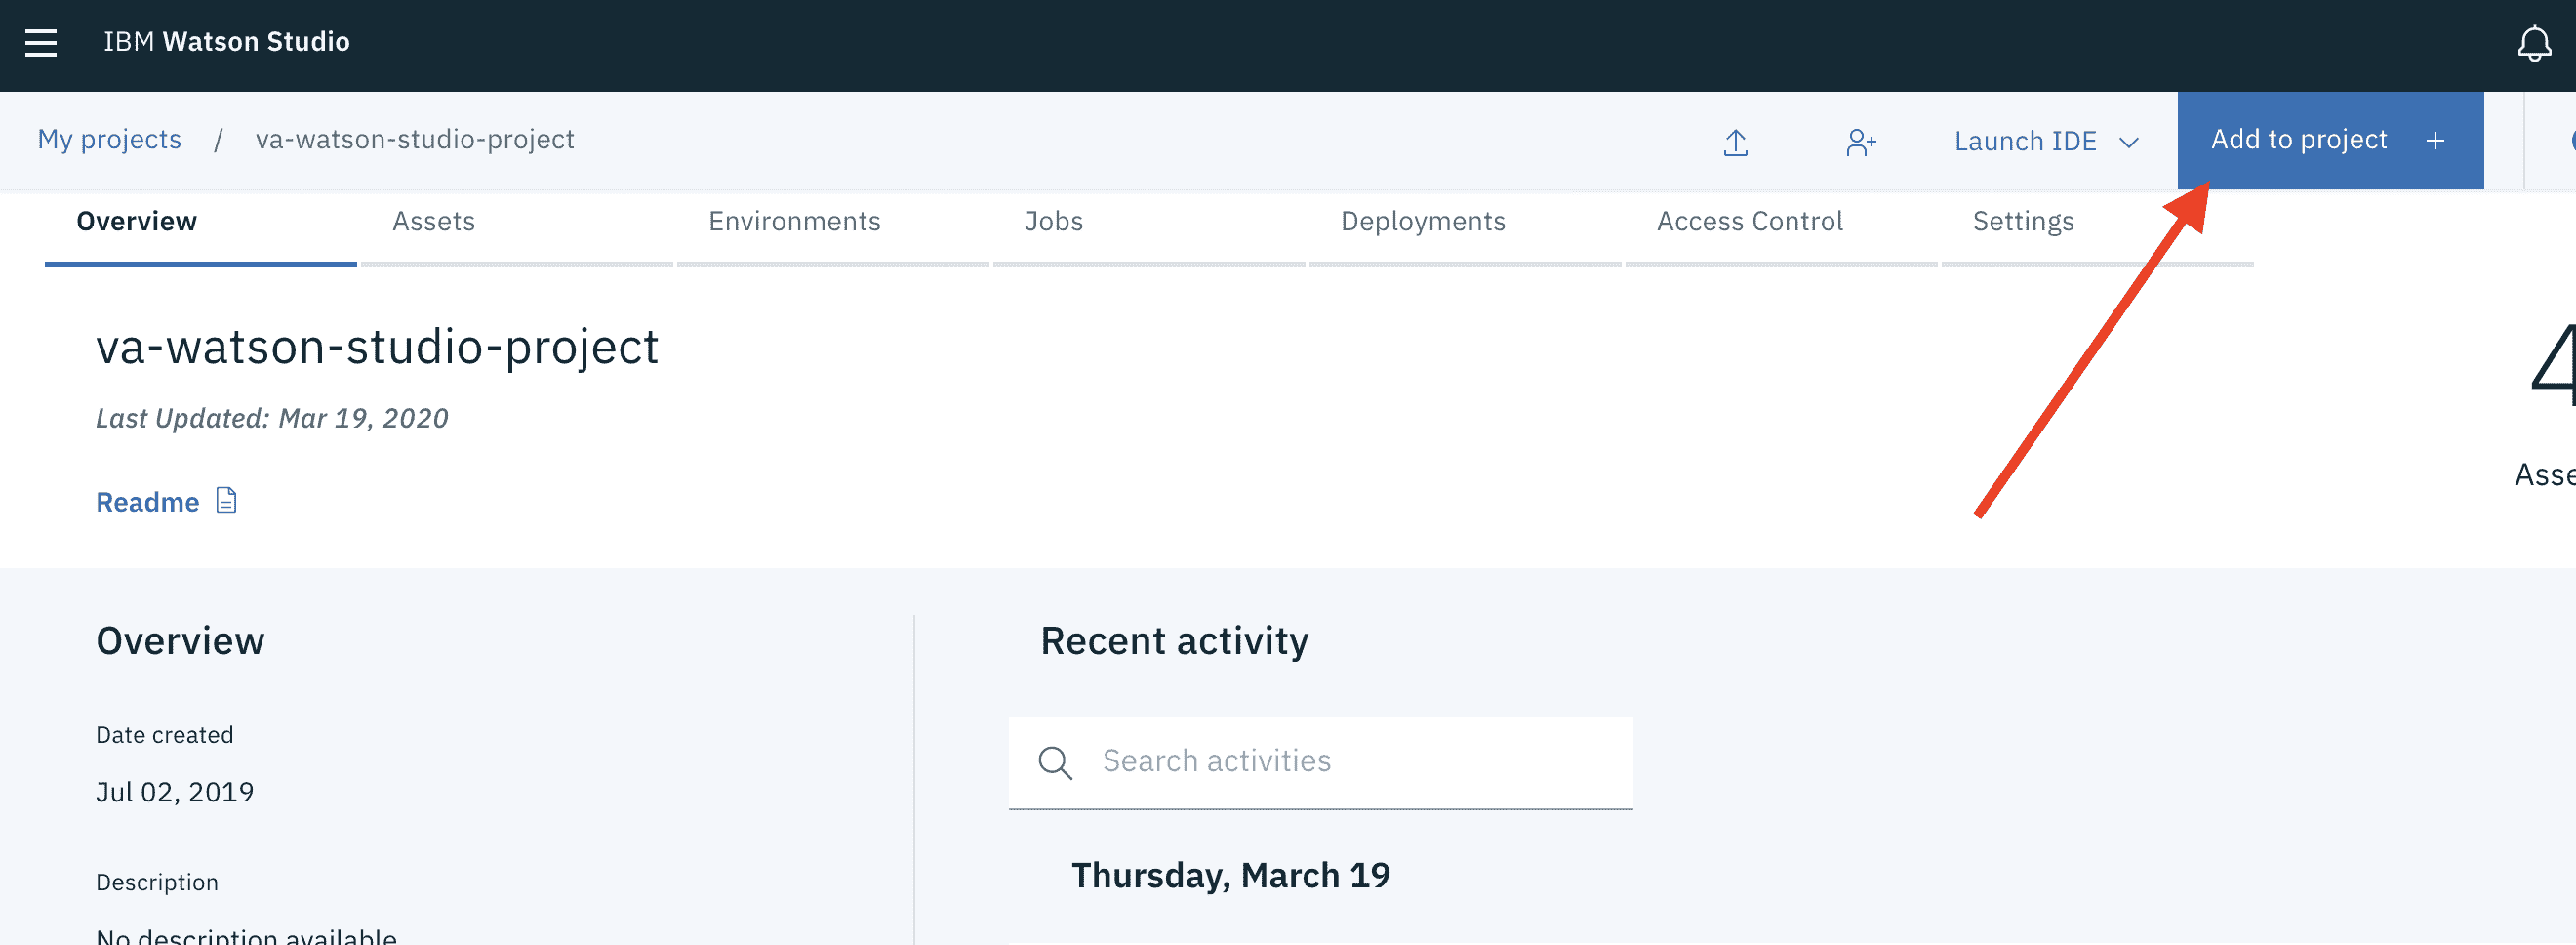 IBM Watson Studio
My projects / va-watson-studio-project
Launch IDE
Add to project +
Overview
Assets
Environments
Jobs
Deployments
Access Control
Settings
va-watson-studio-project
Last Updated: Mar 19, 2020
Readme
4
Asse
Overview
Date created
Jul 02, 2019
Description
No description available
Recent activity
Search activities
Thursday, March 19